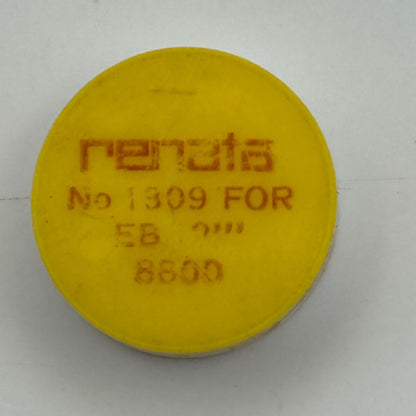 renata
No 1309 FOR
EB
8800